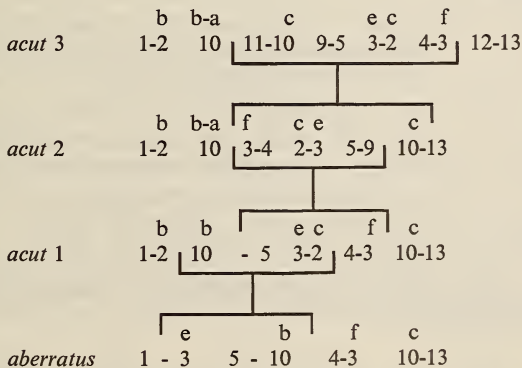 b b-a c e c f
acut 3 1-2 10 11-10 9-5 3-2 4-3 12-13
b b-a f c e c
acut 2 1-2 10 3-4 2-3 5-9 10-13
b b e c f c
acut 1 1-2 10 - 5 3-2 4-3 10-13
e b f c
aberratus 1 - 3 5 - 10 4-3 10-13